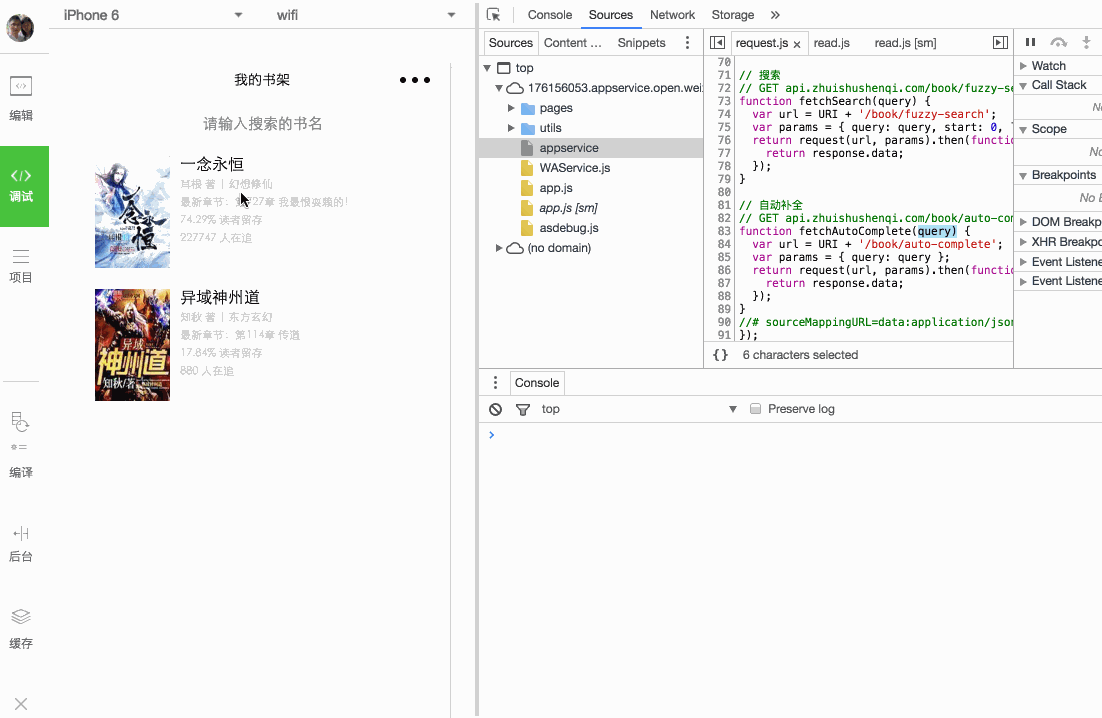 iPhone 6
wifi
编辑
调试
项目
编译
后台
缓存
我的书架
请输入搜索的书名
一念永恒
耳根 著 | 幻想修仙
最新章节: 第727章 我最恨丧魏的!
74.29% 读者留存
227747 人在追
异域神州道
知秋 著 | 东方玄幻
最新章节: 第114章 传道
17.84% 读者留存
880 人在追
异域
神州道
知秋/著
Console Sources Network Storage »
Sources Content ... Snippets
top
176156053.appservice.open.wei
pages
utils
appservice
WAService.js
app.js
app.js [sm]
asdebug.js
(no domain)
request.js × read.js read.js [sm]
70
71 // 搜索
72 // GET api.zhuishushenqi.com/book/fuzzy-se
73 function fetchSearch(query) {
74 var url = URI + '/book/fuzzy-search';
75 var params = { query: query, start: 0,
76 return request(url, params).then(functio
77 return response.data;
78 });
79 }
80
81 // 自动补全
82 // GET api.zhuishushenqi.com/book/auto-com
83 function fetchAutoComplete(query) {
84 var url = URI + '/book/auto-complete';
85 var params = { query: query };
86 return request(url, params).then(functio
87 return response.data;
88 });
89 }
90 //# sourceMappingURL=data:application/json
91 });
{} 6 characters selected
Watch
Call Stack
Scope
No
Breakpoints
No B
DOM Breakp
XHR Breakpo
Event Listene
Event Listene
Console
top
Preserve log